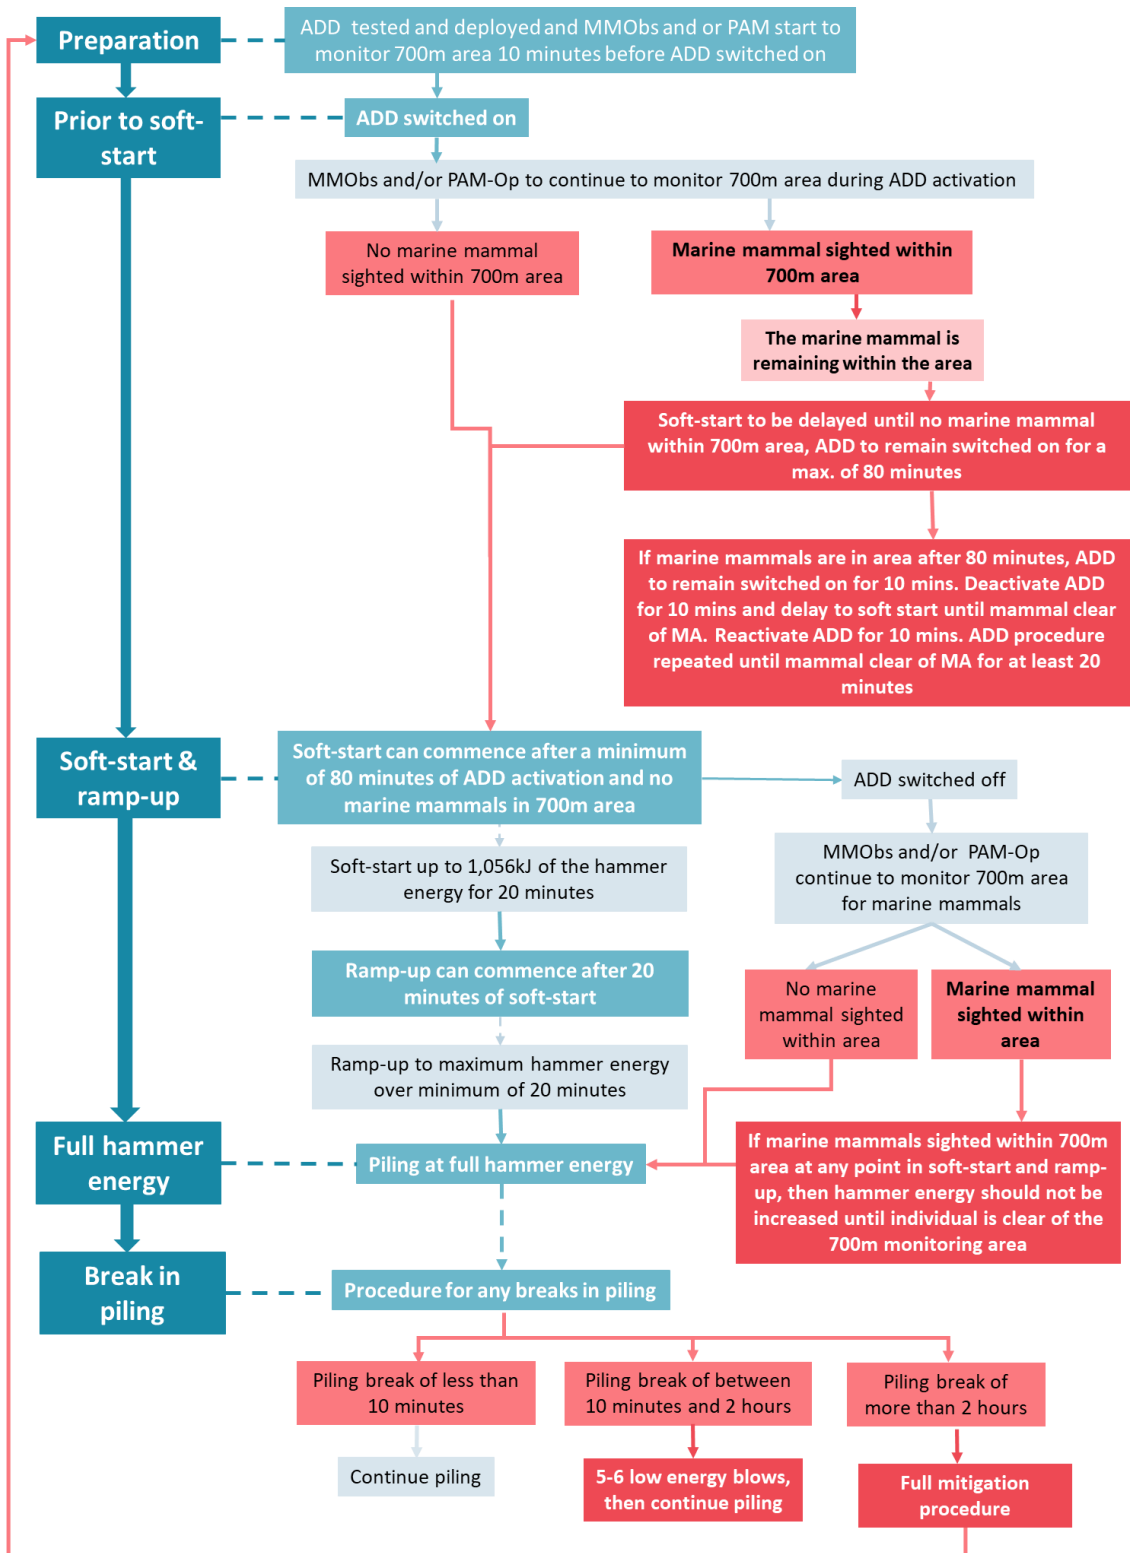 Preparation
ADD tested and deployed and MMObs and or PAM start to
monitor 700m area 10 minutes before ADD switched on
Prior to soft-
start
ADD switched on
MMObs and/or PAM-Op to continue to monitor 700m area during ADD activation
No marine mammal
sighted within 700m area
Marine mammal sighted within
700m area
The marine mammal is
remaining within the area
Soft-start to be delayed until no marine mammal
within 700m area, ADD to remain switched on for a
max. of 80 minutes
If marine mammals are in area after 80 minutes, ADD
to remain switched on for 10 mins. Deactivate ADD
for 10 mins and delay to soft start until mammal clear
of MA. Reactivate ADD for 10 mins. ADD procedure
repeated until mammal clear of MA for at least 20
minutes
Soft-start &
ramp-up
Soft-start can commence after a minimum
of 80 minutes of ADD activation and no
marine mammals in 700m area
ADD switched off
Soft-start up to 1,056kJ of the hammer
energy for 20 minutes
MMObs and/or PAM-Op
continue to monitor 700m area
for marine mammals
Ramp-up can commence after 20
minutes of soft-start
No marine
mammal sighted
within area
Marine mammal
sighted within
area
Ramp-up to maximum hammer energy
over minimum of 20 minutes
Full hammer
energy
Piling at full hammer energy
If marine mammals sighted within 700m
area at any point in soft-start and ramp-
up, then hammer energy should not be
increased until individual is clear of the
700m monitoring area
Break in
piling
Procedure for any breaks in piling
Piling break of less than
10 minutes
Piling break of between
10 minutes and 2 hours
Piling break of
more than 2 hours
Continue piling
5-6 low energy blows,
then continue piling
Full mitigation
procedure